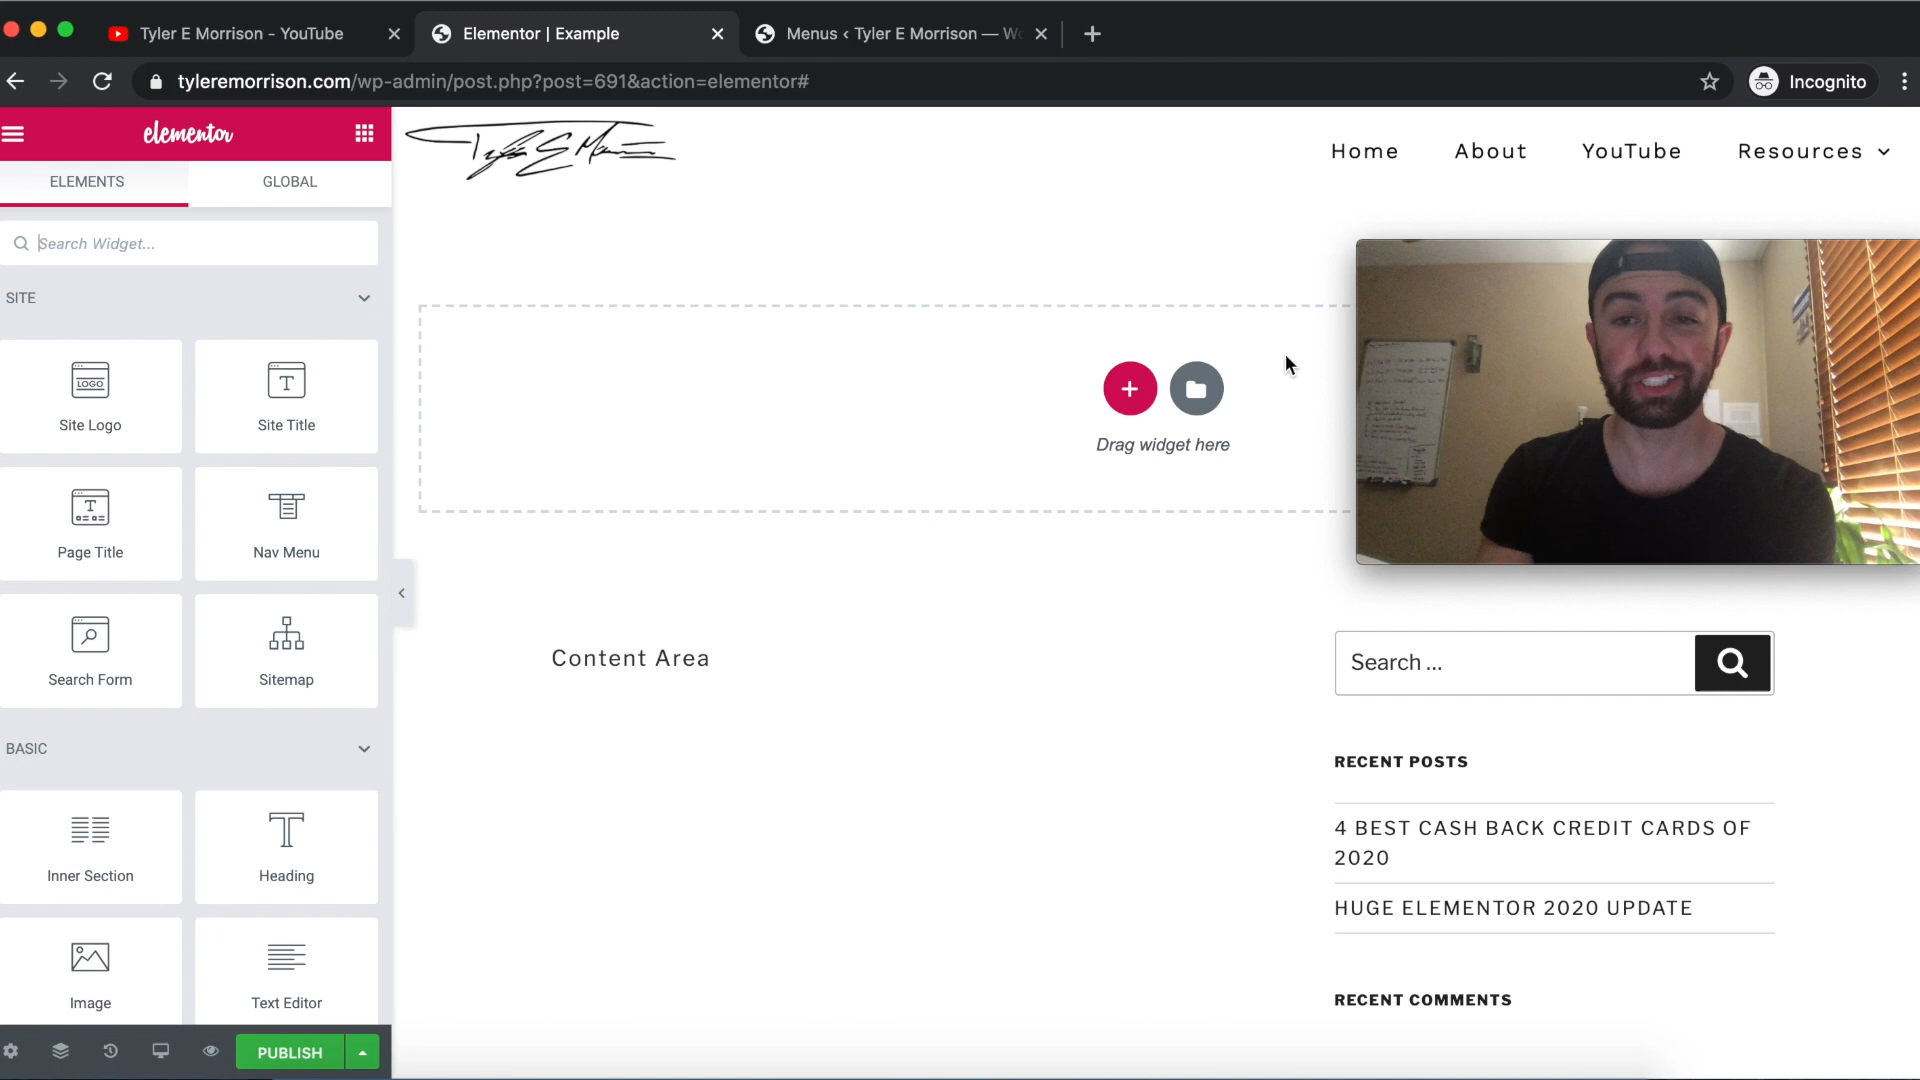 Tyler E Morrison - YouTube
Elementor | Example
Menus ‹ Tyler E Morrison — Wo
tyleremorrison.com/wp-admin/post.php?post=691&action=elementor#
Incognito
elementor
Home
About
YouTube
Resources
ELEMENTS
GLOBAL
Search Widget...
SITE
LOGO
Site Logo
Site Title
Page Title
Nav Menu
Search Form
Sitemap
BASIC
Inner Section
Heading
Image
Text Editor
PUBLISH
Drag widget here
Content Area
Search ...
RECENT POSTS
4 BEST CASH BACK CREDIT CARDS OF
2020
HUGE ELEMENTOR 2020 UPDATE
RECENT COMMENTS